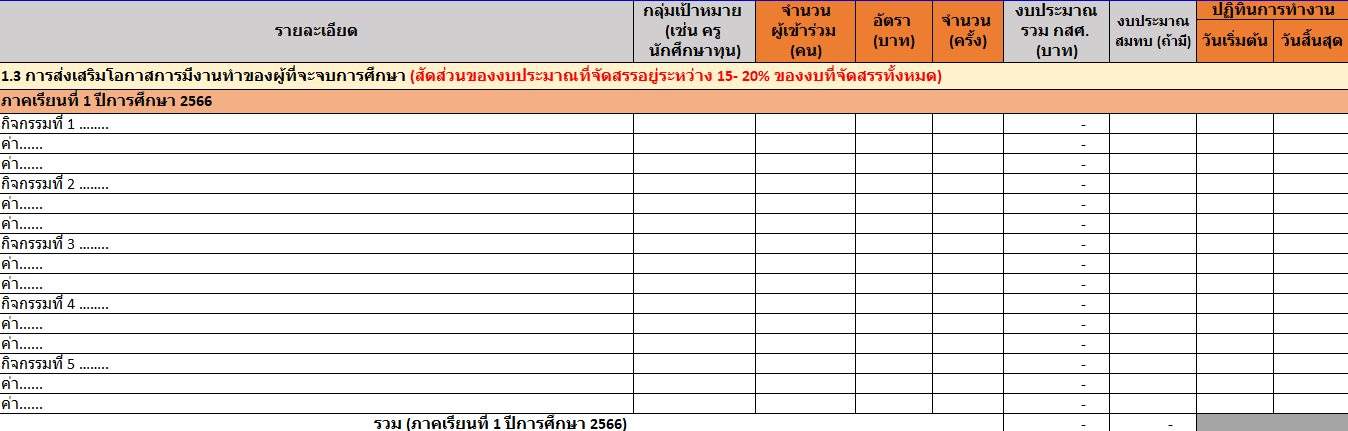 รายละเอียด
กลุ่มเป้าหมาย
(เช่น ครู
นักศึกษาทุน)
จำนวน
ผู้เข้าร่วม
(คน)
อัตรา
(บาท)
จำนวน
(ครั้ง)
งบประมาณ
รวม กสศ.
(บาท)
งบประมาณ
สมทบ (ถ้ามี)
ปฏิทินการทำงาน
วันเริ่มต้น วันสิ้นสุด
1.3 การส่งเสริมโอกาสการมีงานทำของผู้ที่จะจบการศึกษา (สัดส่วนของงบประมาณที่จัดสรรอยู่ระหว่าง 15- 20% ของงบที่จัดสรรทั้งหมด)
ภาคเรียนที่ 1 ปีการศึกษา 2566
กิจกรรมที่ 1 ........ -
ค่า...... -
ค่า...... -
กิจกรรมที่ 2 ........ -
ค่า...... -
ค่า...... -
กิจกรรมที่ 3 ........ -
ค่า...... -
ค่า...... -
กิจกรรมที่ 4 ........ -
ค่า...... -
ค่า...... -
กิจกรรมที่ 5 ........ -
ค่า...... -
ค่า...... -
รวม (ภาคเรียนที่ 1 ปีการศึกษา 2566) - -